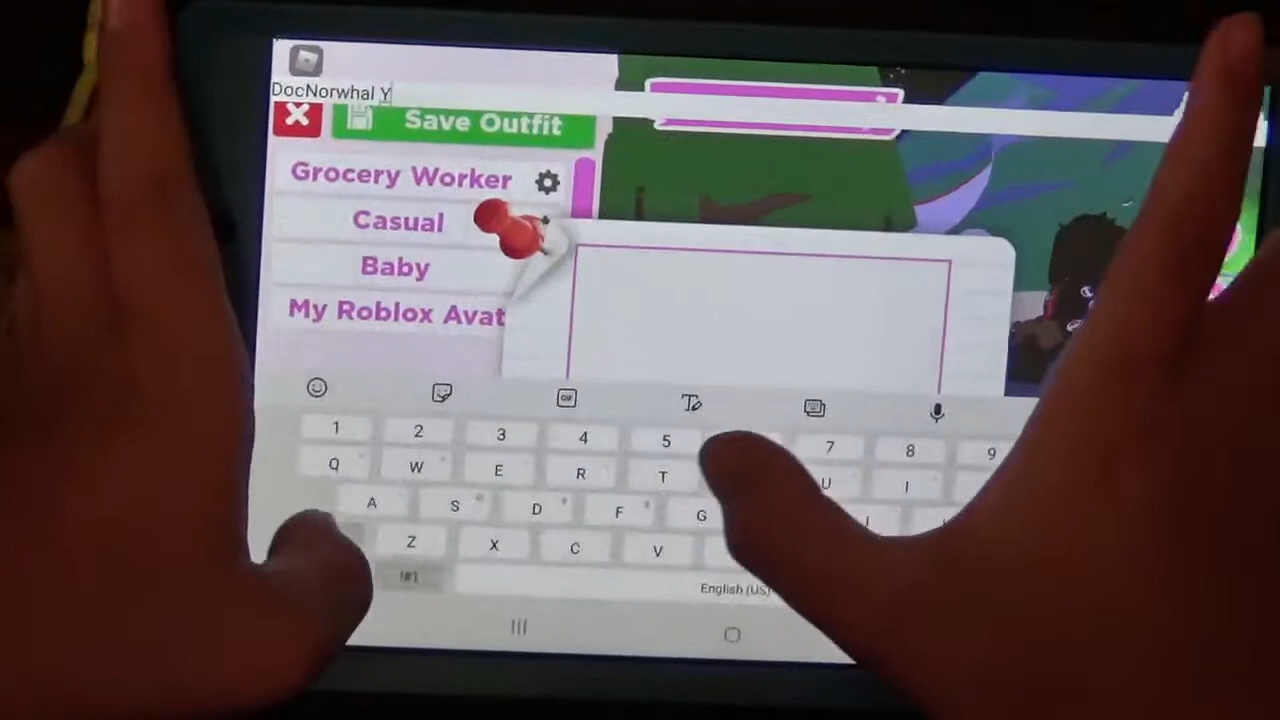 DocNorwhal Y
Save Outfit
Grocery Worker
Casual
Baby
My Roblox Avat
GIF
1 2 3 4 5 7 8 9
Q W E R T U I
A S D F G
Z X C V
!#1 English (US)